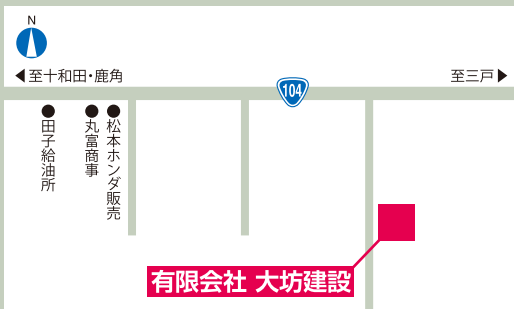 N
至十和田・鹿角
至三戸
104
田子給油所
丸富商事
松本ホンダ販売
有限会社 大坊建設